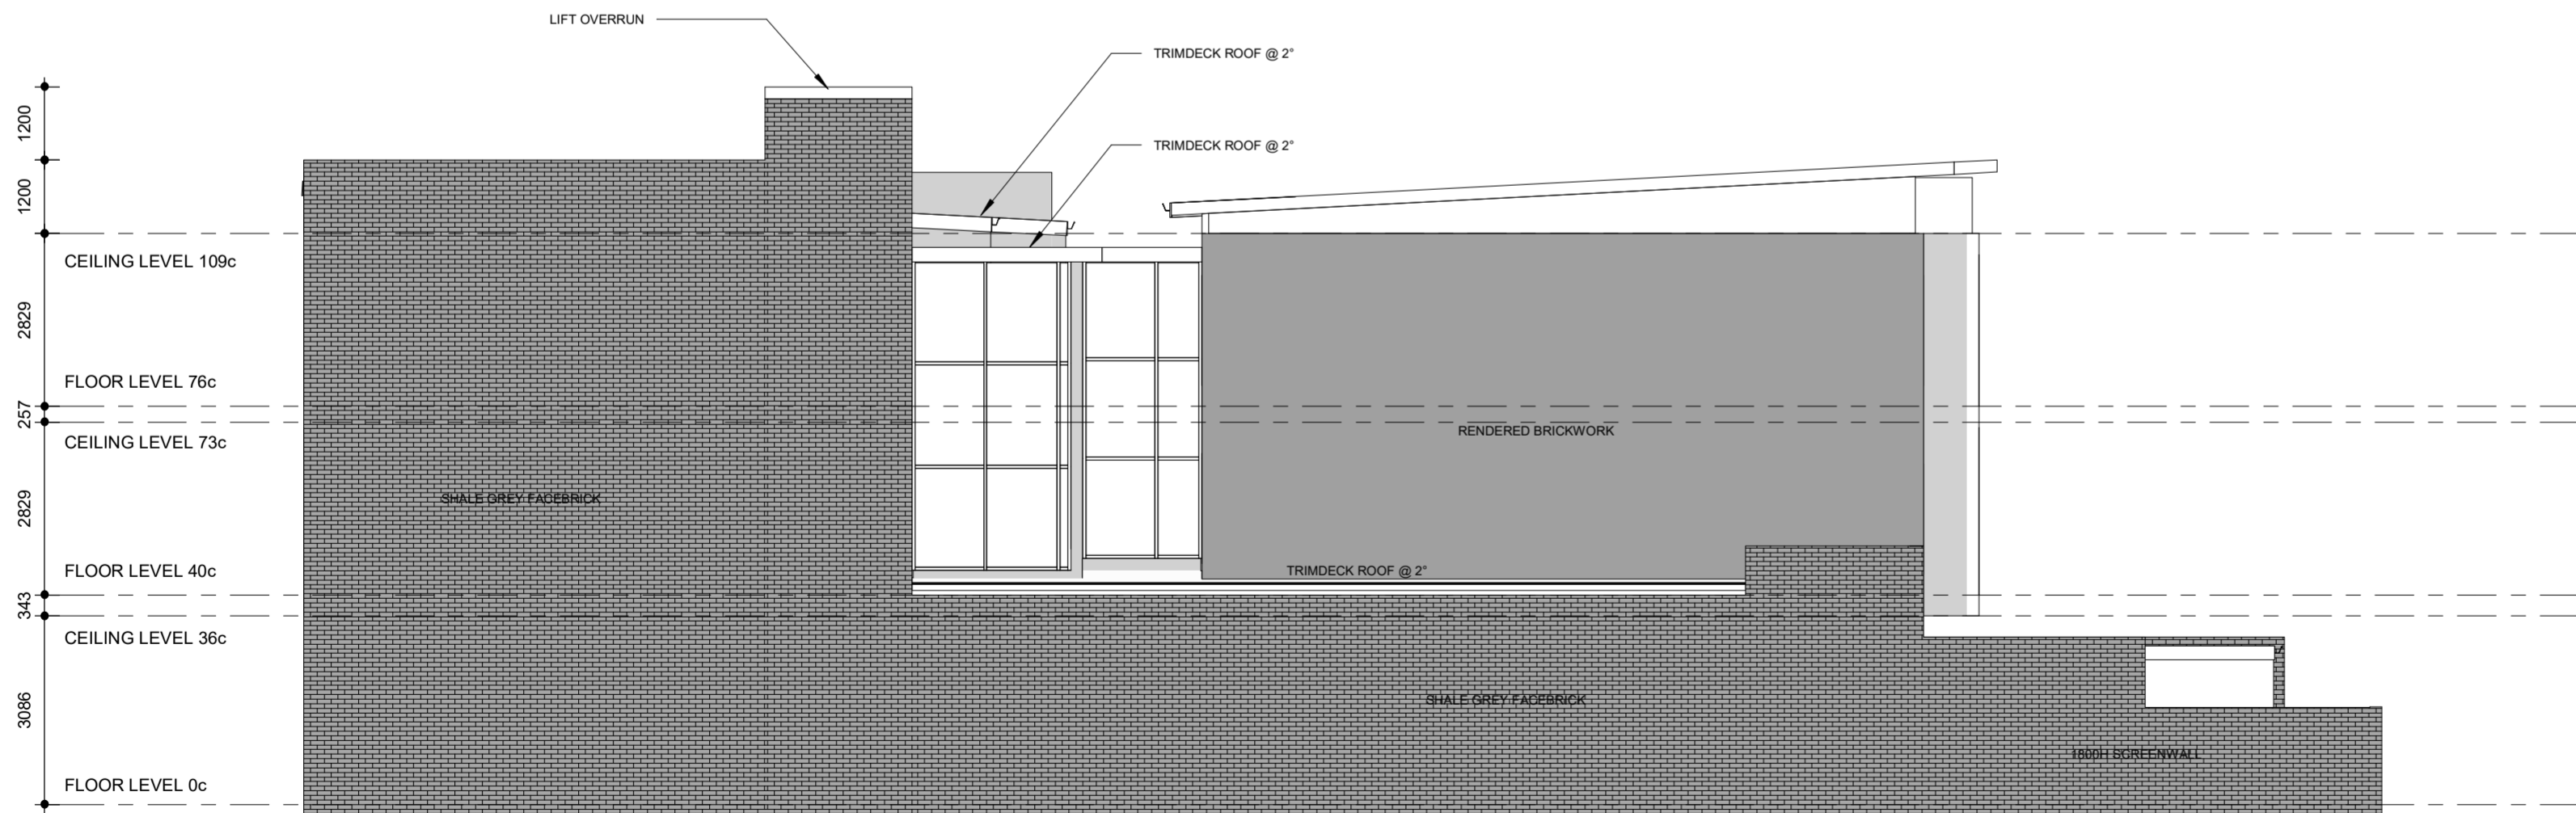 LIFT OVERRUN
TRIMDECK ROOF @ 2°
TRIMDECK ROOF @ 2°
1200
1200
CEILING LEVEL 109c
2829
FLOOR LEVEL 76c
257
CEILING LEVEL 73c
RENDERED BRICKWORK
2829
SHALE GREY FACEBRICK
FLOOR LEVEL 40c
TRIMDECK ROOF @ 2°
343
CEILING LEVEL 36c
3086
SHALE GREY FACEBRICK
1800H SCREENWALL
FLOOR LEVEL 0c